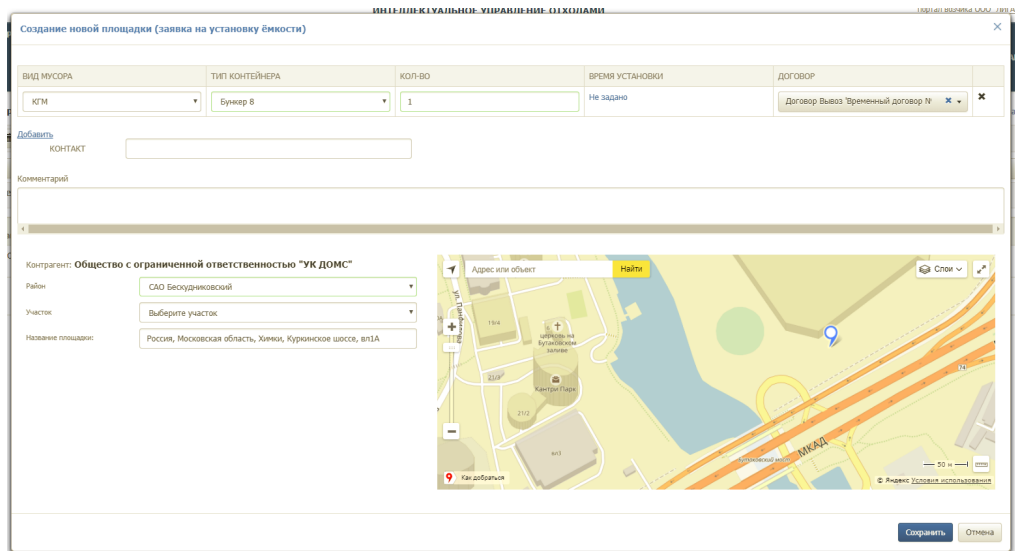 ИНТЕЛЛЕКТУАЛЬНОЕ УПРАВЛЕНИЕ ОТХОДАМИ
Создание новой площадки (заявка на установку ёмкости)
ВИД МУСОРА ТИП КОНТЕЙНЕРА КОЛ-ВО ВРЕМЯ УСТАНОВКИ ДОГОВОР
КГМ Бункер 8 1 Не задано Договор Вывоз "Временный договор №
Добавить
КОНТАКТ
Комментарий
Контрагент: Общество с ограниченной ответственностью "УК ДОМС"
Район САО Бескудниковский
Участок Выберите участок
Название площадки: Россия, Московская область, Химки, Куркинское шоссе, вл1А
Адрес или объект Найти Слои
ул. Панфилова
19/4
церковь на
Бутаковском
заливе
21/3
Кантри Парк
21/2
вл3
74
МКАД
50 м
Как добраться
© Яндекс Условия использования
Сохранить Отмена